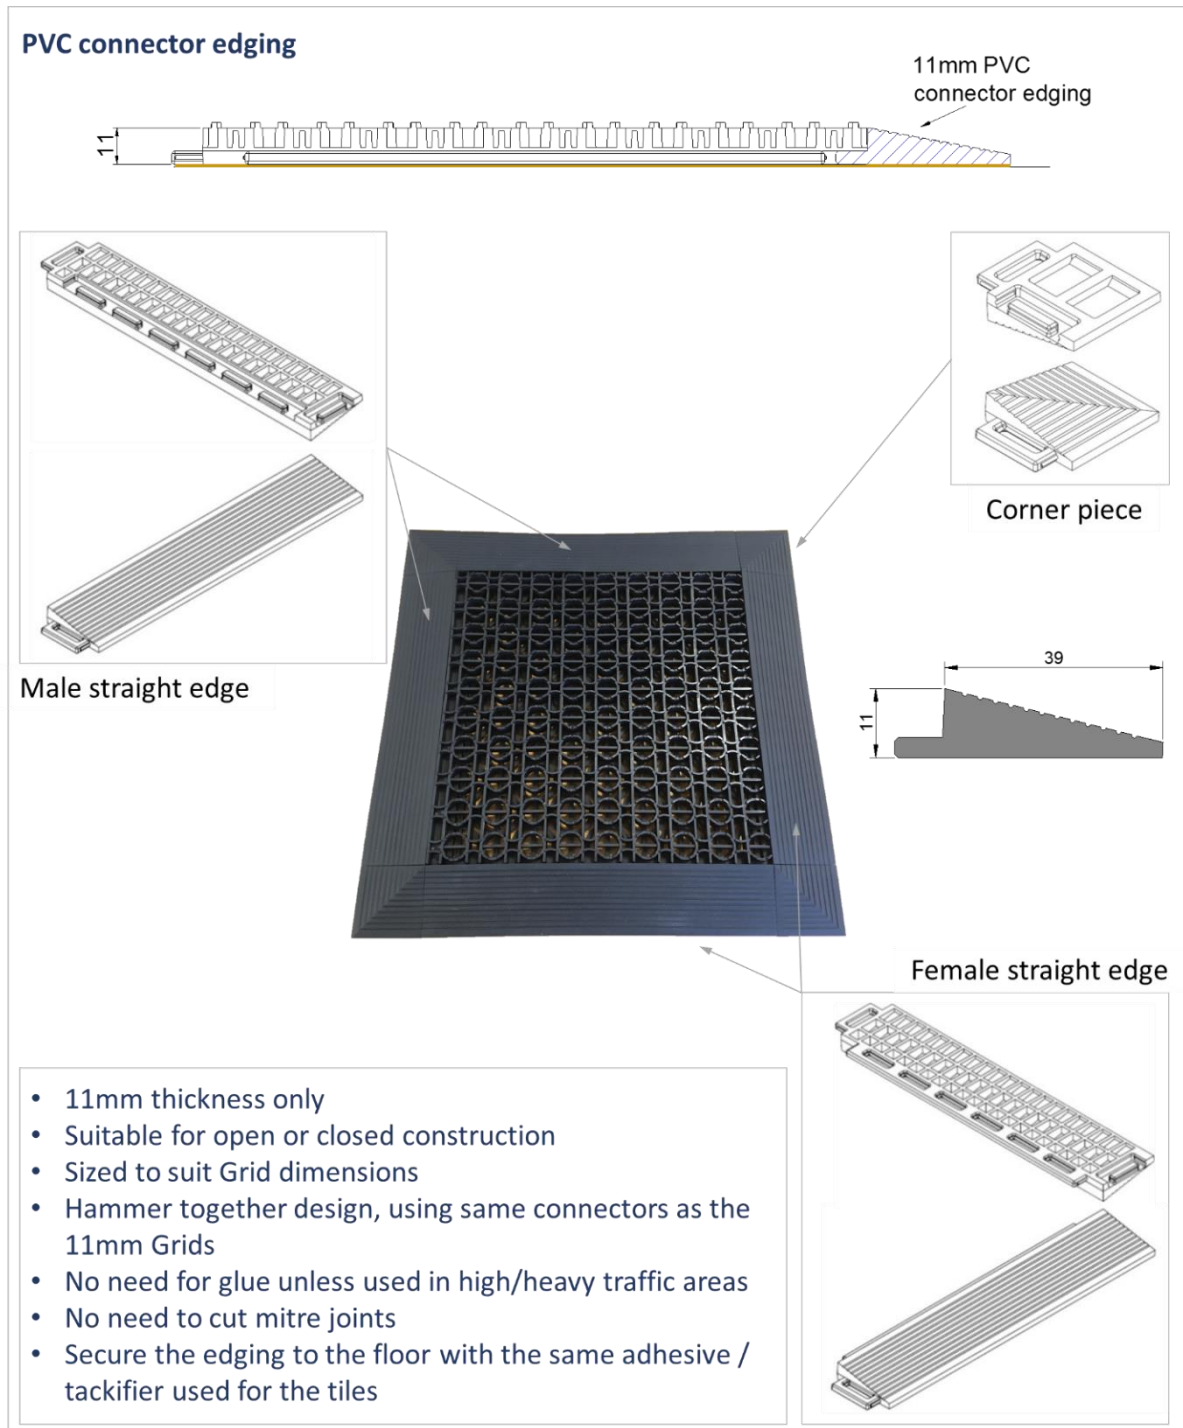 PVC connector edging
11mm PVC
connector edging
11
Male straight edge
Corner piece
39
11
Female straight edge
• 11mm thickness only
• Suitable for open or closed construction
• Sized to suit Grid dimensions
• Hammer together design, using same connectors as the
11mm Grids
• No need for glue unless used in high/heavy traffic areas
• No need to cut mitre joints
• Secure the edging to the floor with the same adhesive /
tackifier used for the tiles